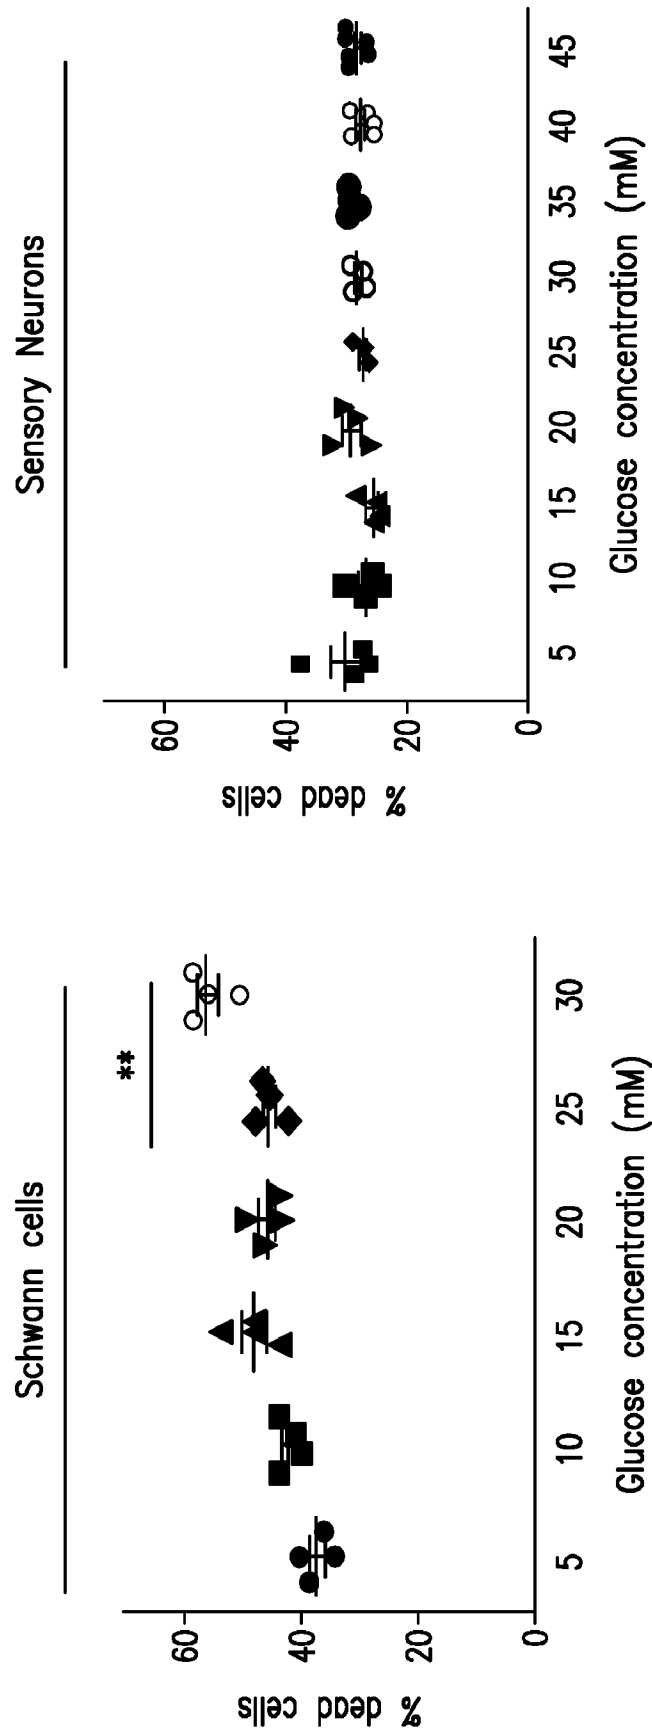 Schwann cells
**
% dead cells
60
40
20
0
5 10 15 20 25 30
Glucose concentration (mM)
Sensory Neurons
% dead cells
60
40
20
0
5 10 15 20 25 30 35 40 45
Glucose concentration (mM)